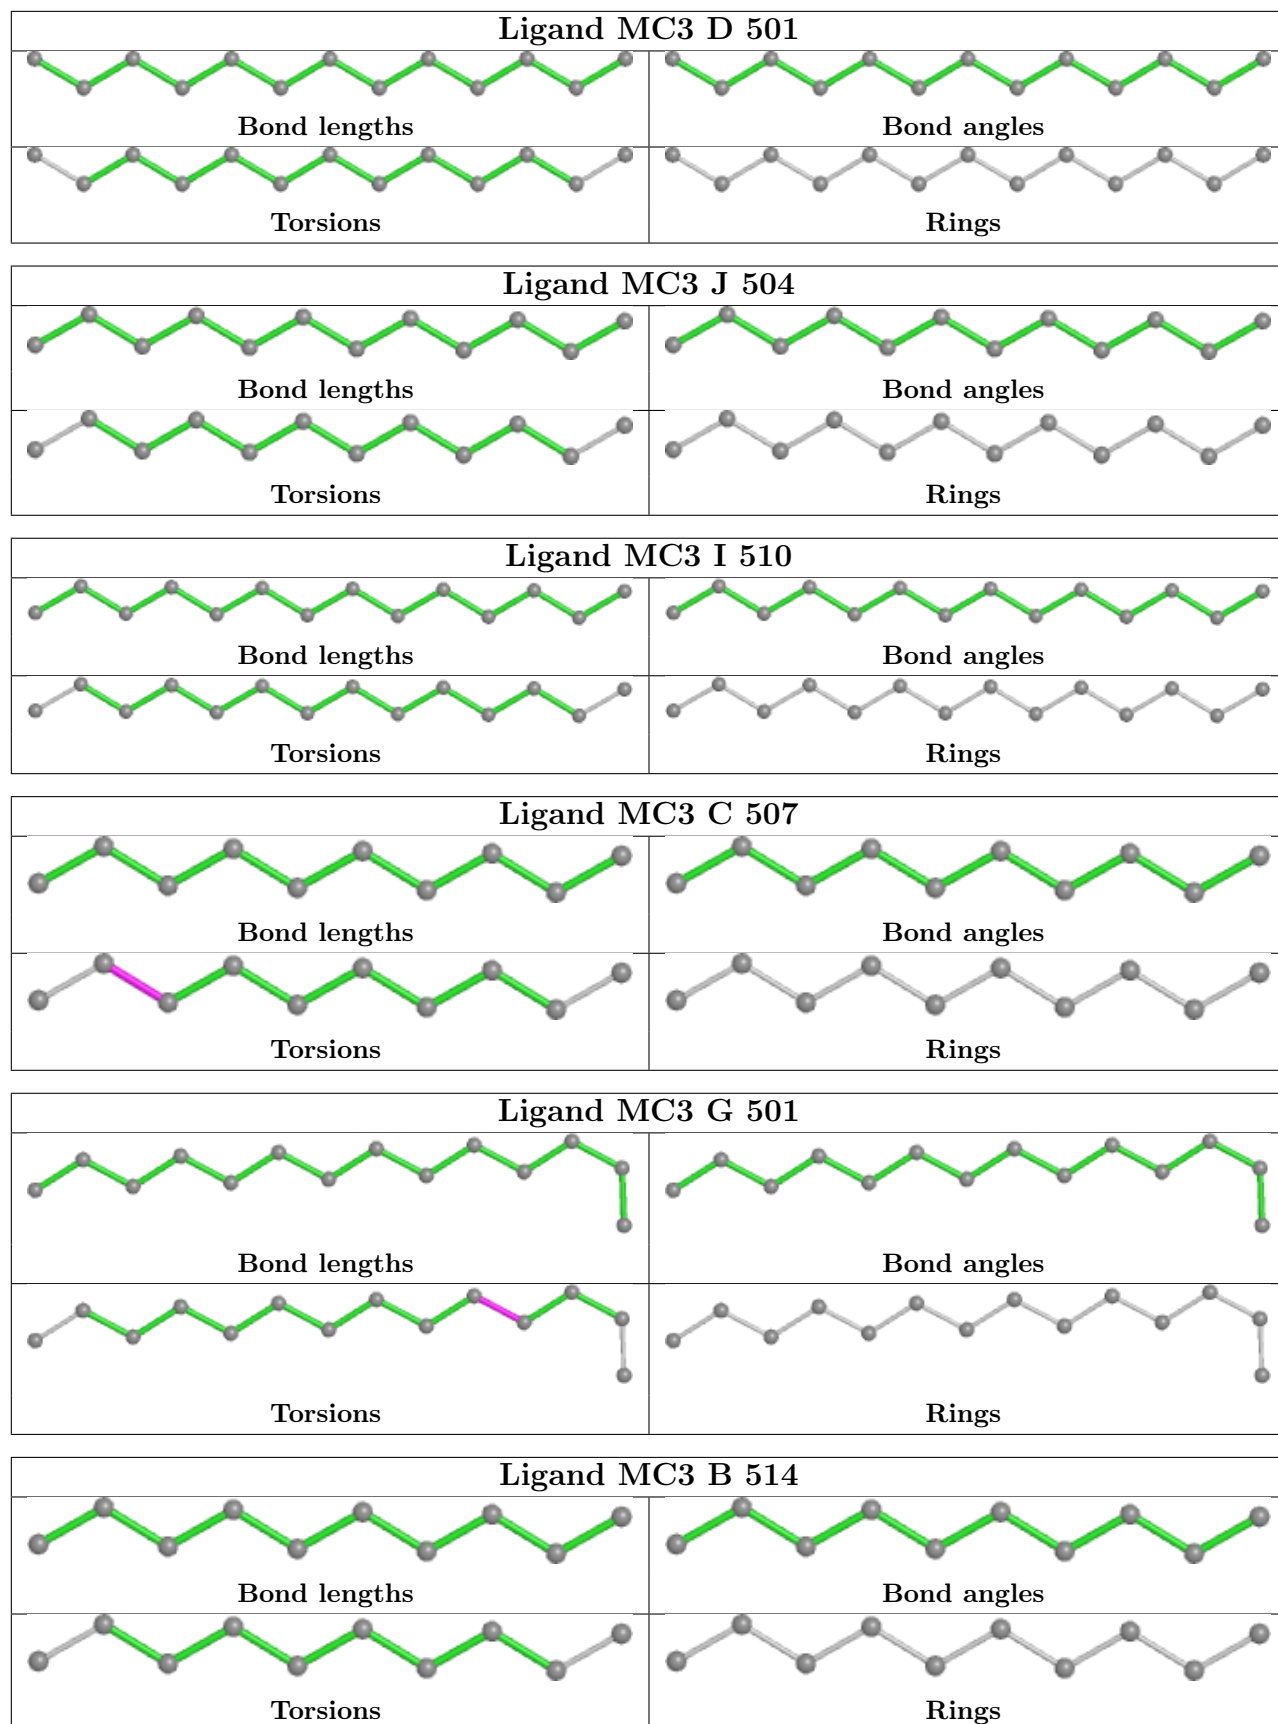 Ligand MC3 D 501
Bond lengths
Bond angles
Torsions
Rings
Ligand MC3 J 504
Bond lengths
Bond angles
Torsions
Rings
Ligand MC3 I 510
Bond lengths
Bond angles
Torsions
Rings
Ligand MC3 C 507
Bond lengths
Bond angles
Torsions
Rings
Ligand MC3 G 501
Bond lengths
Bond angles
Torsions
Rings
Ligand MC3 B 514
Bond lengths
Bond angles
Torsions
Rings